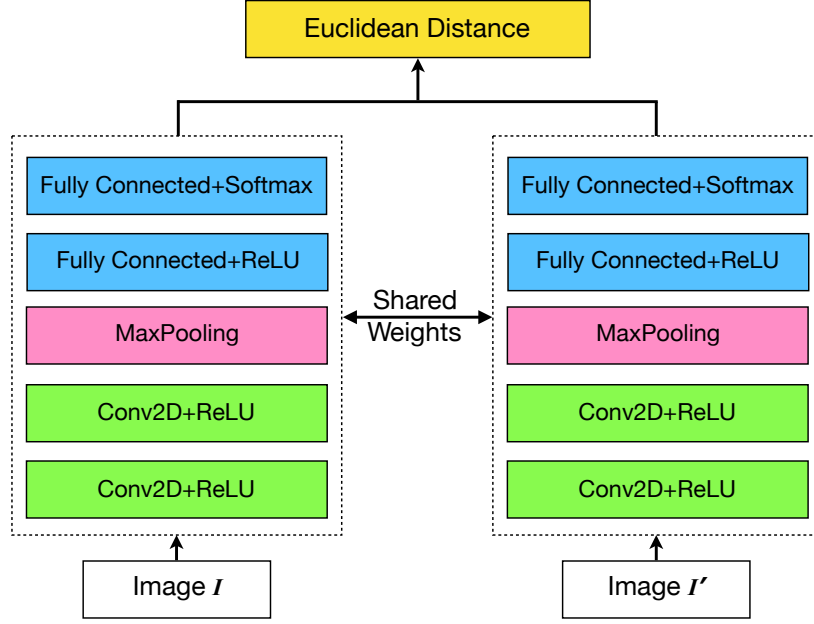 Euclidean Distance
Fully Connected+Softmax
Fully Connected+ReLU
MaxPooling
Conv2D+ReLU
Conv2D+ReLU
Image I
Shared
Weights
Fully Connected+Softmax
Fully Connected+ReLU
MaxPooling
Conv2D+ReLU
Conv2D+ReLU
Image I′